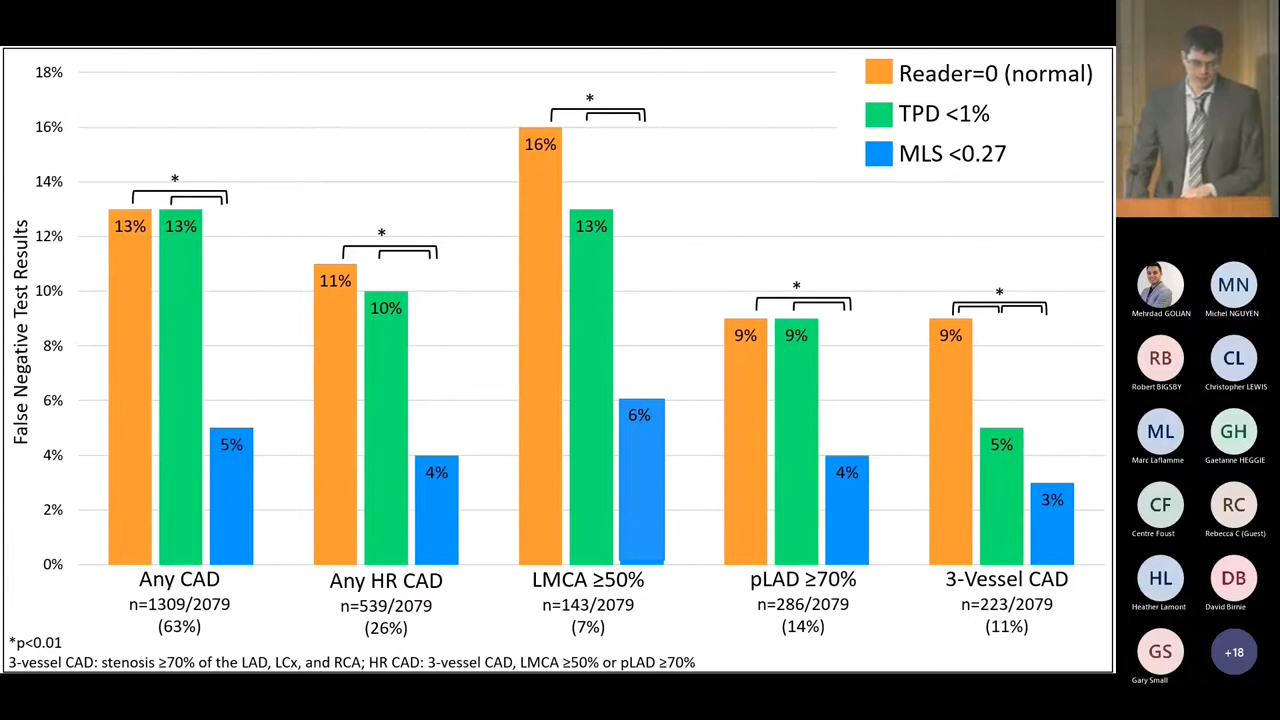 18%
16%
14%
12%
10%
8%
6%
4%
2%
0%
False Negative Test Results
Reader=0 (normal)
TPD <1%
MLS <0.27
*
13%
13%
5%
*
11%
10%
4%
*
16%
13%
6%
*
9%
9%
4%
*
9%
5%
3%
Any CAD
n=1309/2079
(63%)
Any HR CAD
n=539/2079
(26%)
LMCA ≥50%
n=143/2079
(7%)
pLAD ≥70%
n=286/2079
(14%)
3-Vessel CAD
n=223/2079
(11%)
*p<0.01
3-vessel CAD: stenosis ≥70% of the LAD, LCx, and RCA; HR CAD: 3-vessel CAD, LMCA ≥50% or pLAD ≥70%
Mehrdad GOLIAN
MN
Michel NGUYEN
RB
Robert BIGSBY
CL
Christopher LEWIS
ML
Marc Laflamme
GH
Gaetanne HEGGIE
CF
Centre Foust
RC
Rebecca C (Guest)
HL
Heather Lamont
DB
David Birnie
GS
Gary Small
+18